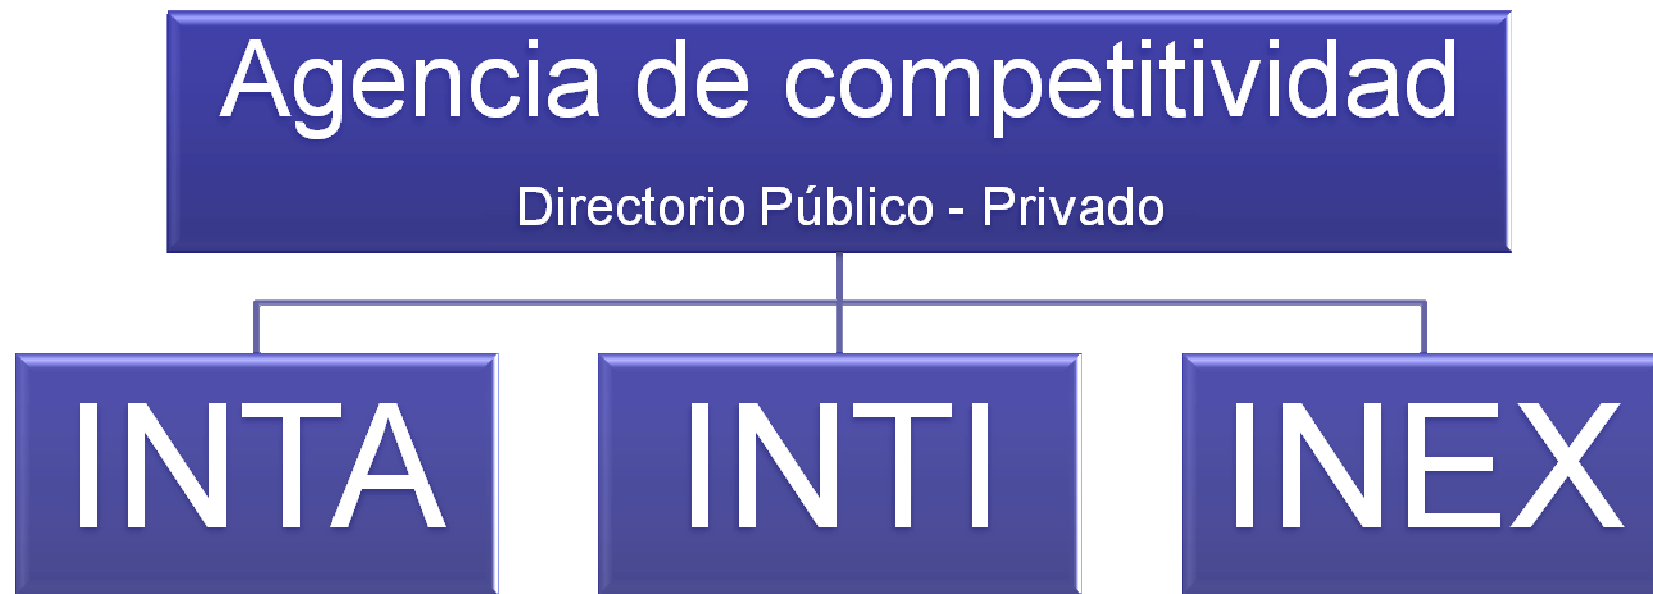 Agencia de competitividad
Directorio Público - Privado
INTA
INTI
INEX